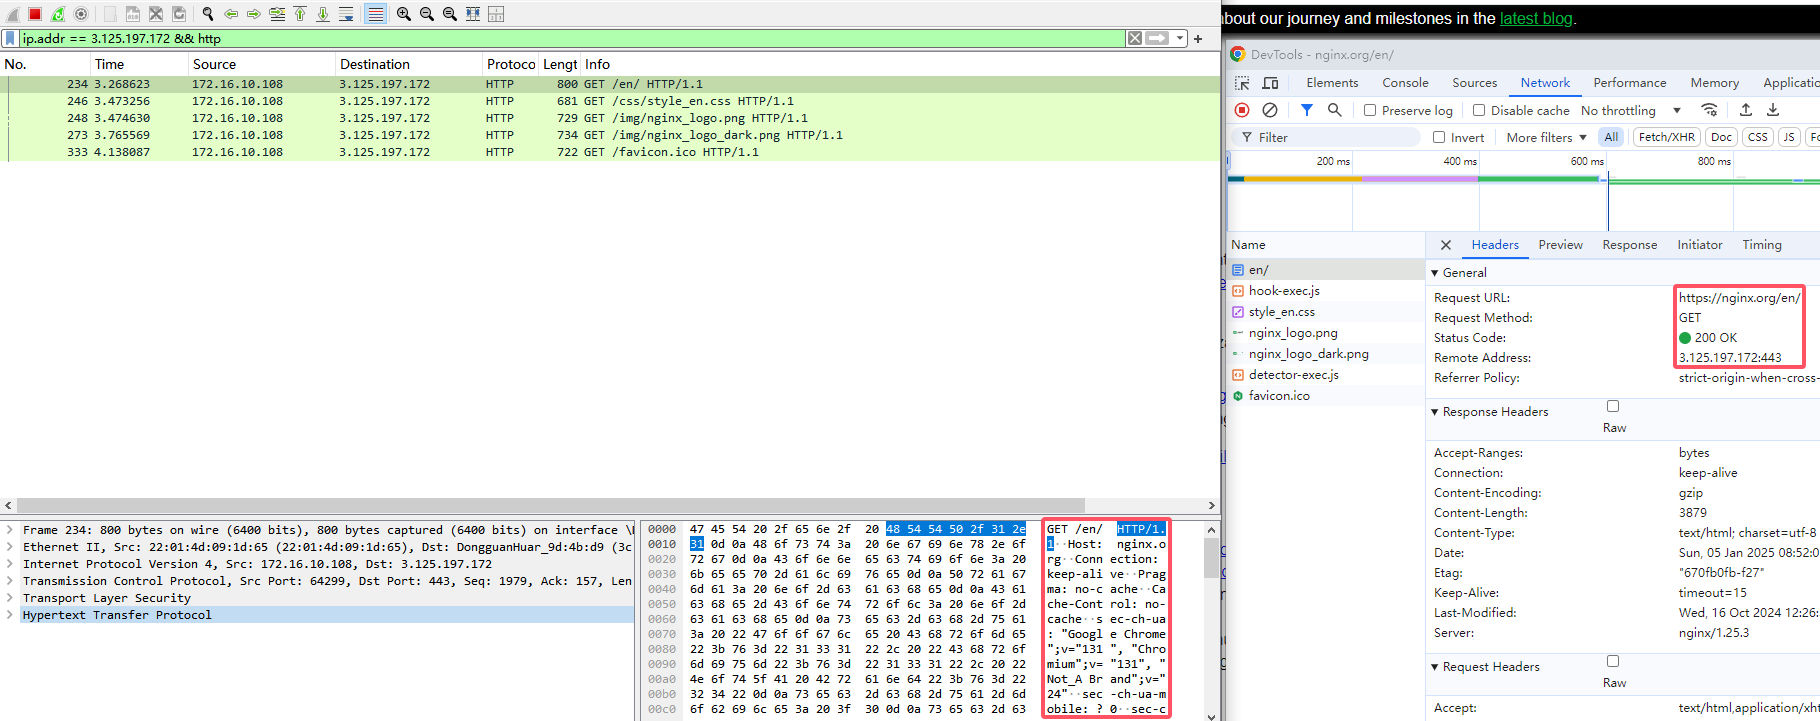 ip.addr == 3.125.197.172 && http
No. Time Source Destination Protoco Lengt Info
234 3.268623 172.16.10.108 3.125.197.172 HTTP 800 GET /en/ HTTP/1.1
246 3.473256 172.16.10.108 3.125.197.172 HTTP 681 GET /css/style_en.css HTTP/1.1
248 3.474630 172.16.10.108 3.125.197.172 HTTP 729 GET /img/nginx_logo.png HTTP/1.1
273 3.765569 172.16.10.108 3.125.197.172 HTTP 734 GET /img/nginx_logo_dark.png HTTP/1.1
333 4.138087 172.16.10.108 3.125.197.172 HTTP 722 GET /favicon.ico HTTP/1.1
Frame 234: 800 bytes on wire (6400 bits), 800 bytes captured (6400 bits) on interface \
Ethernet II, Src: 22:01:4d:09:1d:65 (22:01:4d:09:1d:65), Dst: DongguanHuar_9d:4b:d9 (3c
Internet Protocol Version 4, Src: 172.16.10.108, Dst: 3.125.197.172
Transmission Control Protocol, Src Port: 64299, Dst Port: 443, Seq: 1979, Ack: 157, Len
Transport Layer Security
Hypertext Transfer Protocol
0000 47 45 54 20 2f 65 6e 2f 20 48 54 54 50 2f 31 2e GET /en/ HTTP/1.
0010 31 0d 0a 48 6f 73 74 3a 20 6e 67 69 6e 78 2e 6f 1··Host: nginx.o
0020 72 67 0d 0a 43 6f 6e 6e 65 63 74 69 6f 6e 3a 20 rg··Conn ection:
0030 6b 65 65 70 2d 61 6c 69 76 65 0d 0a 50 72 61 67 keep-ali ve··Prag
0040 6d 61 3a 20 6e 6f 2d 63 61 63 68 65 0d 0a 43 61 ma: no-c ache··Ca
0050 63 68 65 2d 43 6f 6e 74 72 6f 6c 3a 20 6e 6f 2d che-Cont rol: no-
0060 63 61 63 68 65 0d 0a 73 65 63 2d 63 68 2d 75 61 cache··s ec-ch-ua
0070 3a 20 22 47 6f 6f 67 6c 65 20 43 68 72 6f 6d 65 : "Googl e Chrome
0080 22 3b 76 3d 22 31 33 31 22 2c 20 22 43 68 72 6f ";v="131 ", "Chro
0090 6d 69 75 6d 22 3b 76 3d 22 31 33 31 22 2c 20 22 mium";v= "131", "
00a0 4e 6f 74 5f 41 20 42 72 61 6e 64 22 3b 76 3d 22 Not_A Br and";v="
00b0 32 34 22 0d 0a 73 65 63 2d 63 68 2d 75 61 2d 6d 24"··sec -ch-ua-m
00c0 6f 62 69 6c 65 3a 20 3f 30 0d 0a 73 65 63 2d 63 obile: ? 0··sec-c
about our journey and milestones in the latest blog.
DevTools - nginx.org/en/
Elements Console Sources Network Performance Memory Applicati
Preserve log Disable cache No throttling
Filter Invert More filters All Fetch/XHR Doc CSS JS Fo
200 ms 400 ms 600 ms 800 ms
Name
en/
hook-exec.js
style_en.css
nginx_logo.png
nginx_logo_dark.png
detector-exec.js
favicon.ico
Headers Preview Response Initiator Timing
General
Request URL: https://nginx.org/en/
Request Method: GET
Status Code: 200 OK
Remote Address: 3.125.197.172:443
Referrer Policy: strict-origin-when-cross-
Response Headers
Raw
Accept-Ranges: bytes
Connection: keep-alive
Content-Encoding: gzip
Content-Length: 3879
Content-Type: text/html; charset=utf-8
Date: Sun, 05 Jan 2025 08:52:0
Etag: "670fb0fb-f27"
Keep-Alive: timeout=15
Last-Modified: Wed, 16 Oct 2024 12:26:
Server: nginx/1.25.3
Request Headers
Raw
Accept: text/html,application/xht